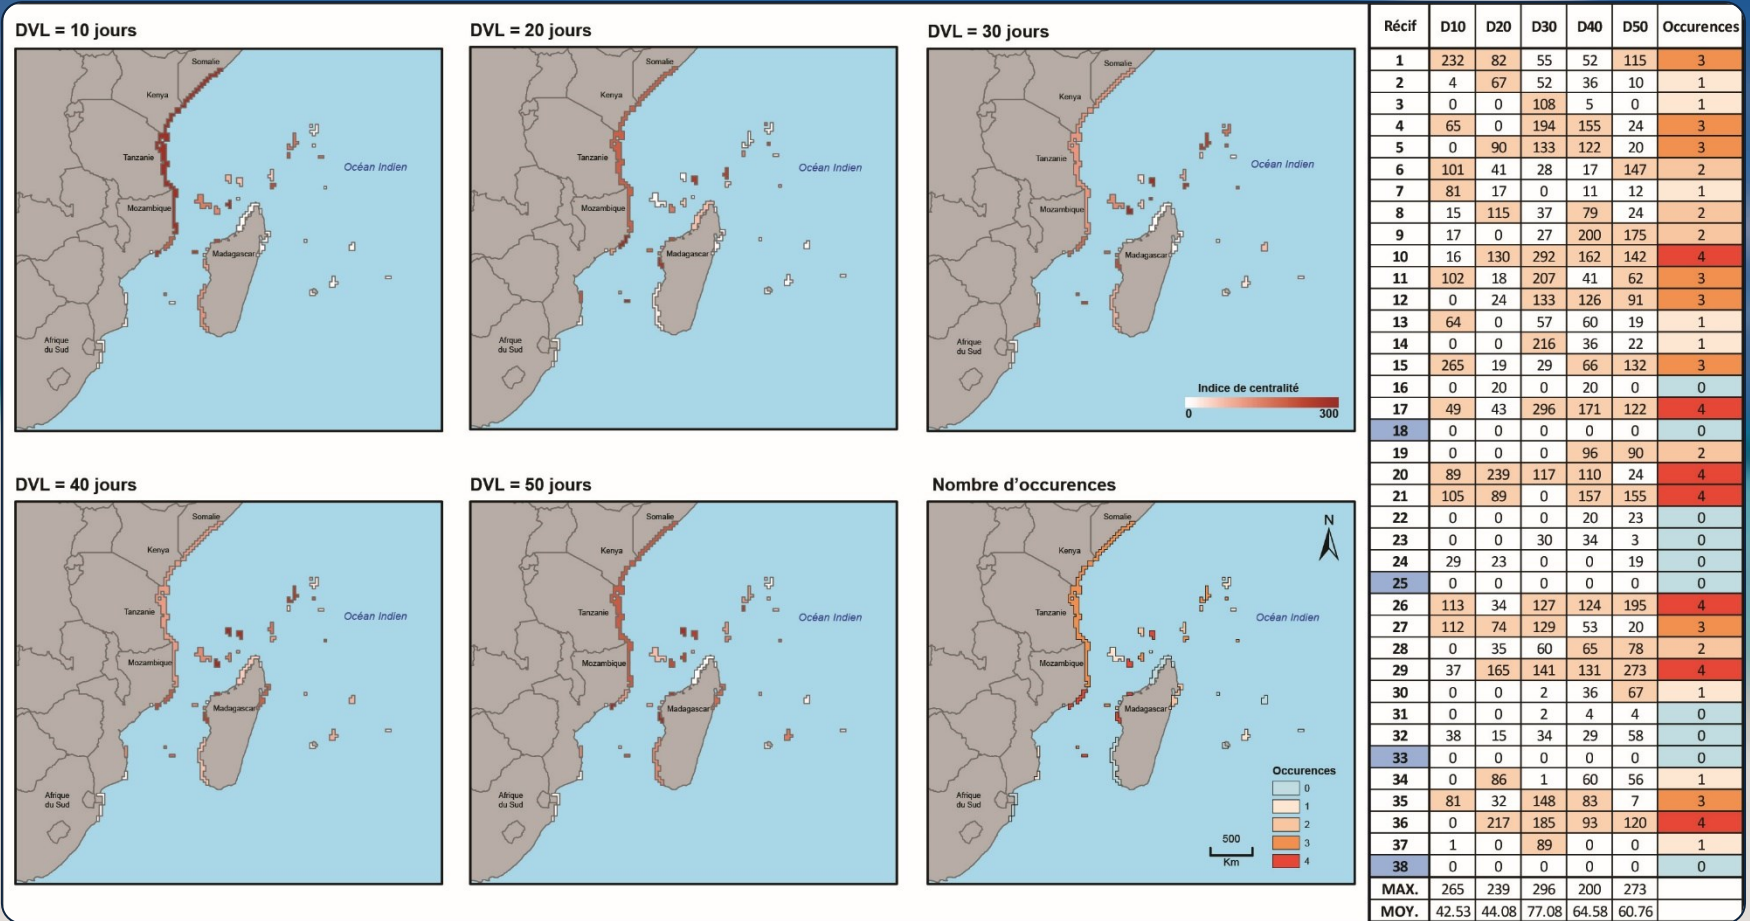 DVL = 10 jours
Somalie
Kenya
Tanzanie
Océan Indien
Mozambique
Madagascar
Afrique
du Sud
DVL = 20 jours
Somalie
Kenya
Tanzanie
Océan Indien
Mozambique
Madagascar
Afrique
du Sud
DVL = 30 jours
Somalie
Kenya
Tanzanie
Océan Indien
Mozambique
Madagascar
Afrique
du Sud
Indice de centralité
0 300
DVL = 40 jours
Somalie
Kenya
Tanzanie
Océan Indien
Mozambique
Madagascar
Afrique
du Sud
DVL = 50 jours
Somalie
Kenya
Tanzanie
Océan Indien
Mozambique
Madagascar
Afrique
du Sud
Nombre d'occurences
N
Somalie
Kenya
Tanzanie
Océan Indien
Mozambique
Madagascar
Afrique
du Sud
500
Km
Occurences
0
1
2
3
4
Récif D10 D20 D30 D40 D50 Occurences
1 232 82 55 52 115 3
2 4 67 52 36 10 1
3 0 0 108 5 0 1
4 65 0 194 155 24 3
5 0 90 133 122 20 3
6 101 41 28 17 147 2
7 81 17 0 11 12 1
8 15 115 37 79 24 2
9 17 0 27 200 175 2
10 16 130 292 162 142 4
11 102 18 207 41 62 3
12 0 24 133 126 91 3
13 64 0 57 60 19 1
14 0 0 216 36 22 1
15 265 19 29 66 132 3
16 0 20 0 20 0 0
17 49 43 296 171 122 4
18 0 0 0 0 0 0
19 0 0 0 96 90 2
20 89 239 117 110 24 4
21 105 89 0 157 155 4
22 0 0 0 20 23 0
23 0 0 30 34 3 0
24 29 23 0 0 19 0
25 0 0 0 0 0 0
26 113 34 127 124 195 4
27 112 74 129 53 20 3
28 0 35 60 65 78 2
29 37 165 141 131 273 4
30 0 0 2 36 67 1
31 0 0 2 4 4 0
32 38 15 34 29 58 0
33 0 0 0 0 0 0
34 0 86 1 60 56 1
35 81 32 148 83 7 3
36 0 217 185 93 120 4
37 1 0 89 0 0 1
38 0 0 0 0 0 0
MAX. 265 239 296 200 273
MOY. 42.53 44.08 77.08 64.58 60.76